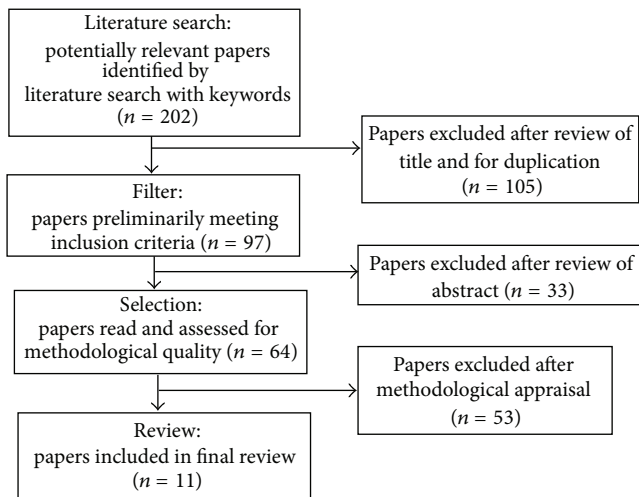 Literature search:
potentially relevant papers
identified by
literature search with keywords
(n = 202)
Papers excluded after review of
title and for duplication
(n = 105)
Filter:
papers preliminarily meeting
inclusion criteria (n = 97)
Papers excluded after review of
abstract (n = 33)
Selection:
papers read and assessed for
methodological quality (n = 64)
Papers excluded after
methodological appraisal
(n = 53)
Review:
papers included in final review
(n = 11)